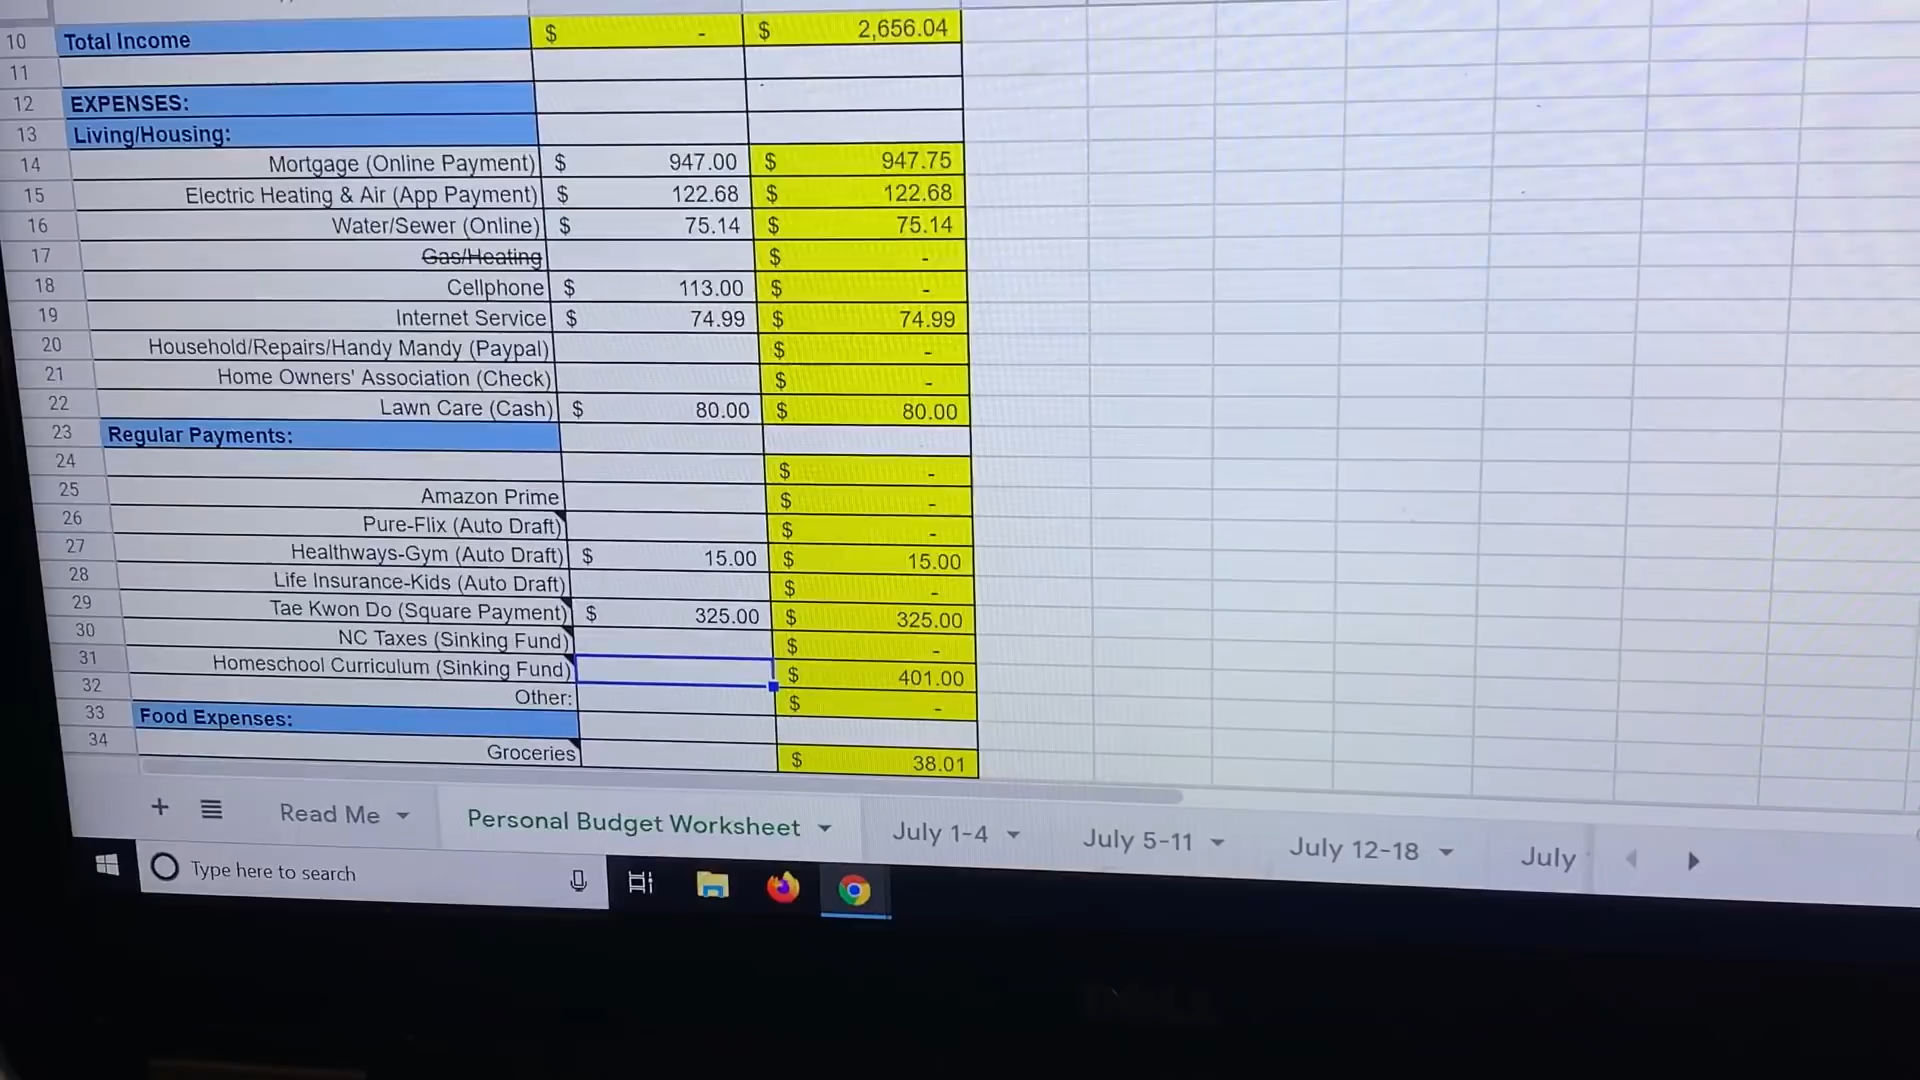 10 Total Income $ - $ 2,656.04
11
12 EXPENSES:
13 Living/Housing:
14 Mortgage (Online Payment) $ 947.00 $ 947.75
15 Electric Heating & Air (App Payment) $ 122.68 $ 122.68
16 Water/Sewer (Online) $ 75.14 $ 75.14
17 Gas/Heating $ -
18 Cellphone $ 113.00 $ -
19 Internet Service $ 74.99 $ 74.99
20 Household/Repairs/Handy Mandy (Paypal) $ -
21 Home Owners' Association (Check) $ -
22 Lawn Care (Cash) $ 80.00 $ 80.00
23 Regular Payments:
24 $ -
25 Amazon Prime $ -
26 Pure-Flix (Auto Draft) $ -
27 Healthways-Gym (Auto Draft) $ 15.00 $ 15.00
28 Life Insurance-Kids (Auto Draft) $ -
29 Tae Kwon Do (Square Payment) $ 325.00 $ 325.00
30 NC Taxes (Sinking Fund) $ -
31 Homeschool Curriculum (Sinking Fund) $ 401.00
32 Other: $ -
33 Food Expenses:
34 Groceries $ 38.01
+ Read Me Personal Budget Worksheet July 1-4 July 5-11 July 12-18 July
Type here to search